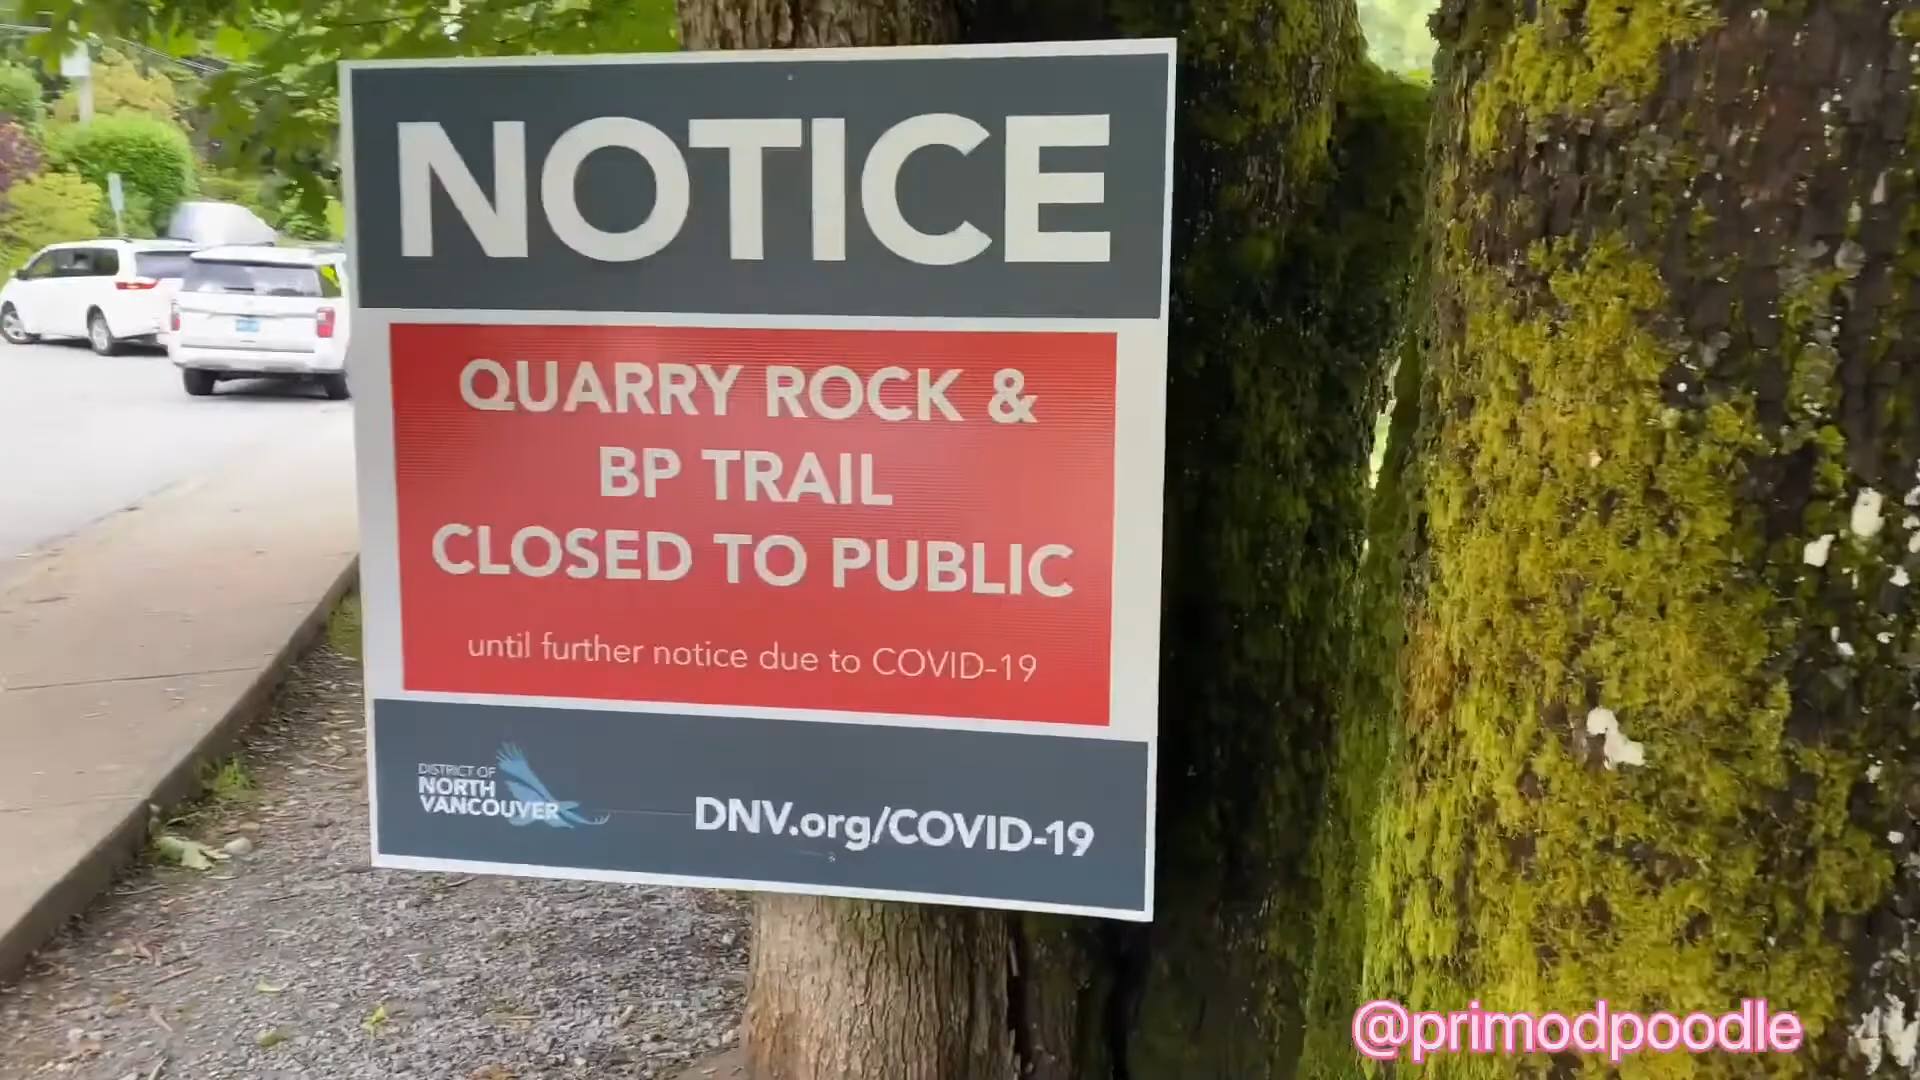 NOTICE
QUARRY ROCK &
BP TRAIL
CLOSED TO PUBLIC
until further notice due to COVID-19
DISTRICT OF
NORTH
VANCOUVER
DNV.org/COVID-19
@primodpoodle